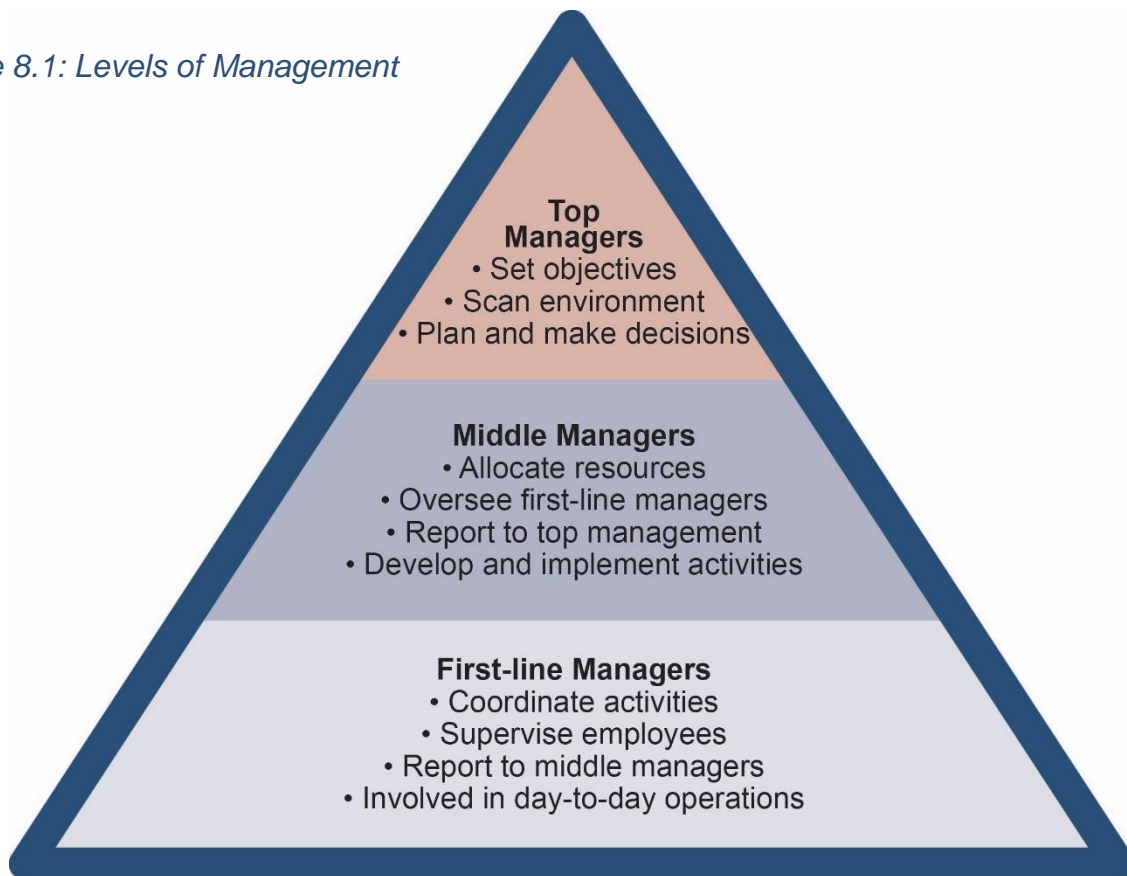 e 8.1: Levels of Management
Top
Managers
• Set objectives
• Scan environment
• Plan and make decisions
Middle Managers
• Allocate resources
• Oversee first-line managers
• Report to top management
• Develop and implement activities
First-line Managers
• Coordinate activities
• Supervise employees
• Report to middle managers
• Involved in day-to-day operations